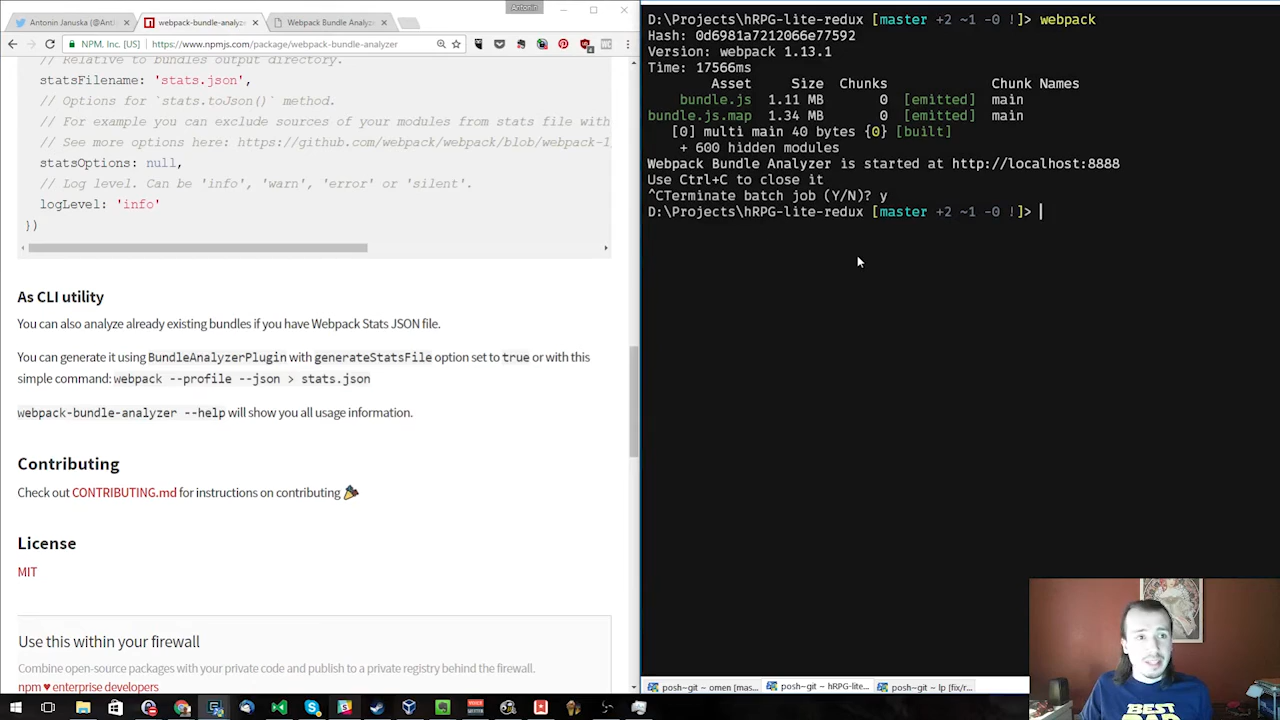 Antonin Januska (@Anti
webpack-bundle-analyz
Webpack Bundle Analyz
Antonin
NPM, Inc. [US]
https://www.npmjs.com/package/webpack-bundle-analyzer
// Relative to bundles output directory.
statsFilename: 'stats.json',
// Options for `stats.toJson()` method.
// For example you can exclude sources of your modules from stats file with
// See more options here: https://github.com/webpack/webpack/blob/webpack-1
statsOptions: null,
// Log level. Can be 'info', 'warn', 'error' or 'silent'.
logLevel: 'info'
})
As CLI utility
You can also analyze already existing bundles if you have Webpack Stats JSON file.
You can generate it using BundleAnalyzerPlugin with generateStatsFile option set to true or with this
simple command: webpack --profile --json > stats.json
webpack-bundle-analyzer --help will show you all usage information.
Contributing
Check out CONTRIBUTING.md for instructions on contributing
License
MIT
Use this within your firewall
Combine open-source packages with your private code and publish to a private registry behind the firewall.
npm ♥ enterprise developers
D:\Projects\hRPG-lite-redux [master +2 ~1 -0 !]> webpack
Hash: 0d6981a7212066e77592
Version: webpack 1.13.1
Time: 17566ms
Asset Size Chunks Chunk Names
bundle.js 1.11 MB 0 [emitted] main
bundle.js.map 1.34 MB 0 [emitted] main
[0] multi main 40 bytes {0} [built]
+ 600 hidden modules
Webpack Bundle Analyzer is started at http://localhost:8888
Use Ctrl+C to close it
^CTerminate batch job (Y/N)? y
D:\Projects\hRPG-lite-redux [master +2 ~1 -0 !]>
posh~git ~ omen [mas...
posh~git ~ hRPG-lite...
posh~git ~ lp [fix/r...
BEST